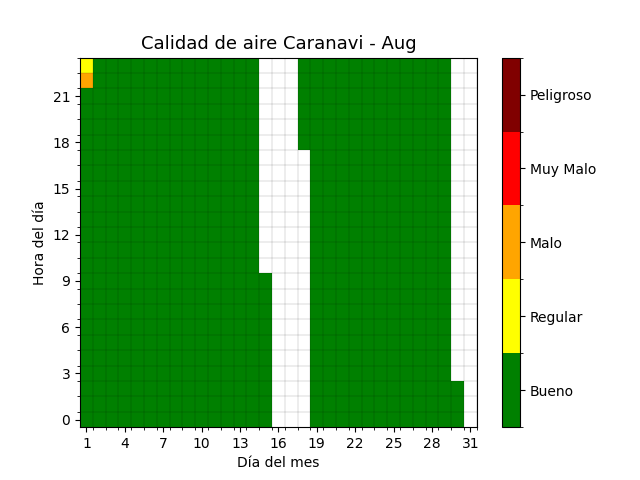 Calidad de aire Caranavi - Aug
21
18
15
12
9
6
3
0
Hora del día
1 4 7 10 13 16 19 22 25 28 31
Día del mes
Peligroso
Muy Malo
Malo
Regular
Bueno